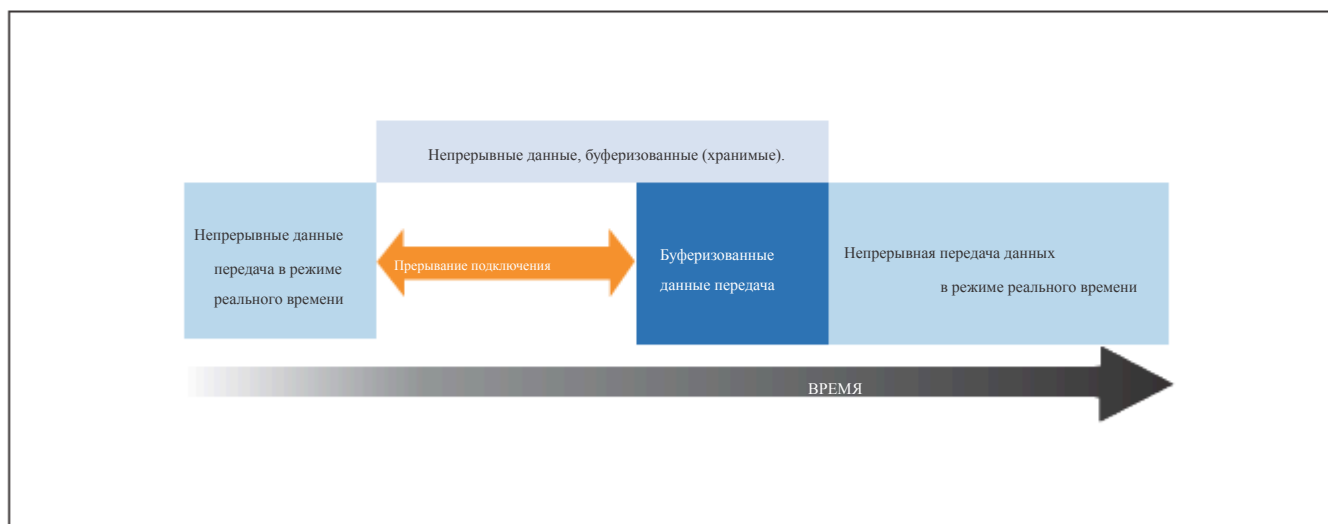 Непрерывные данные, буферизованные (хранимые).
Непрерывные данные
передача в режиме
реального времени
Прерывание подключения
Буферизованные
данные передача
Непрерывная передача данных
в режиме реального времени
ВРЕМЯ